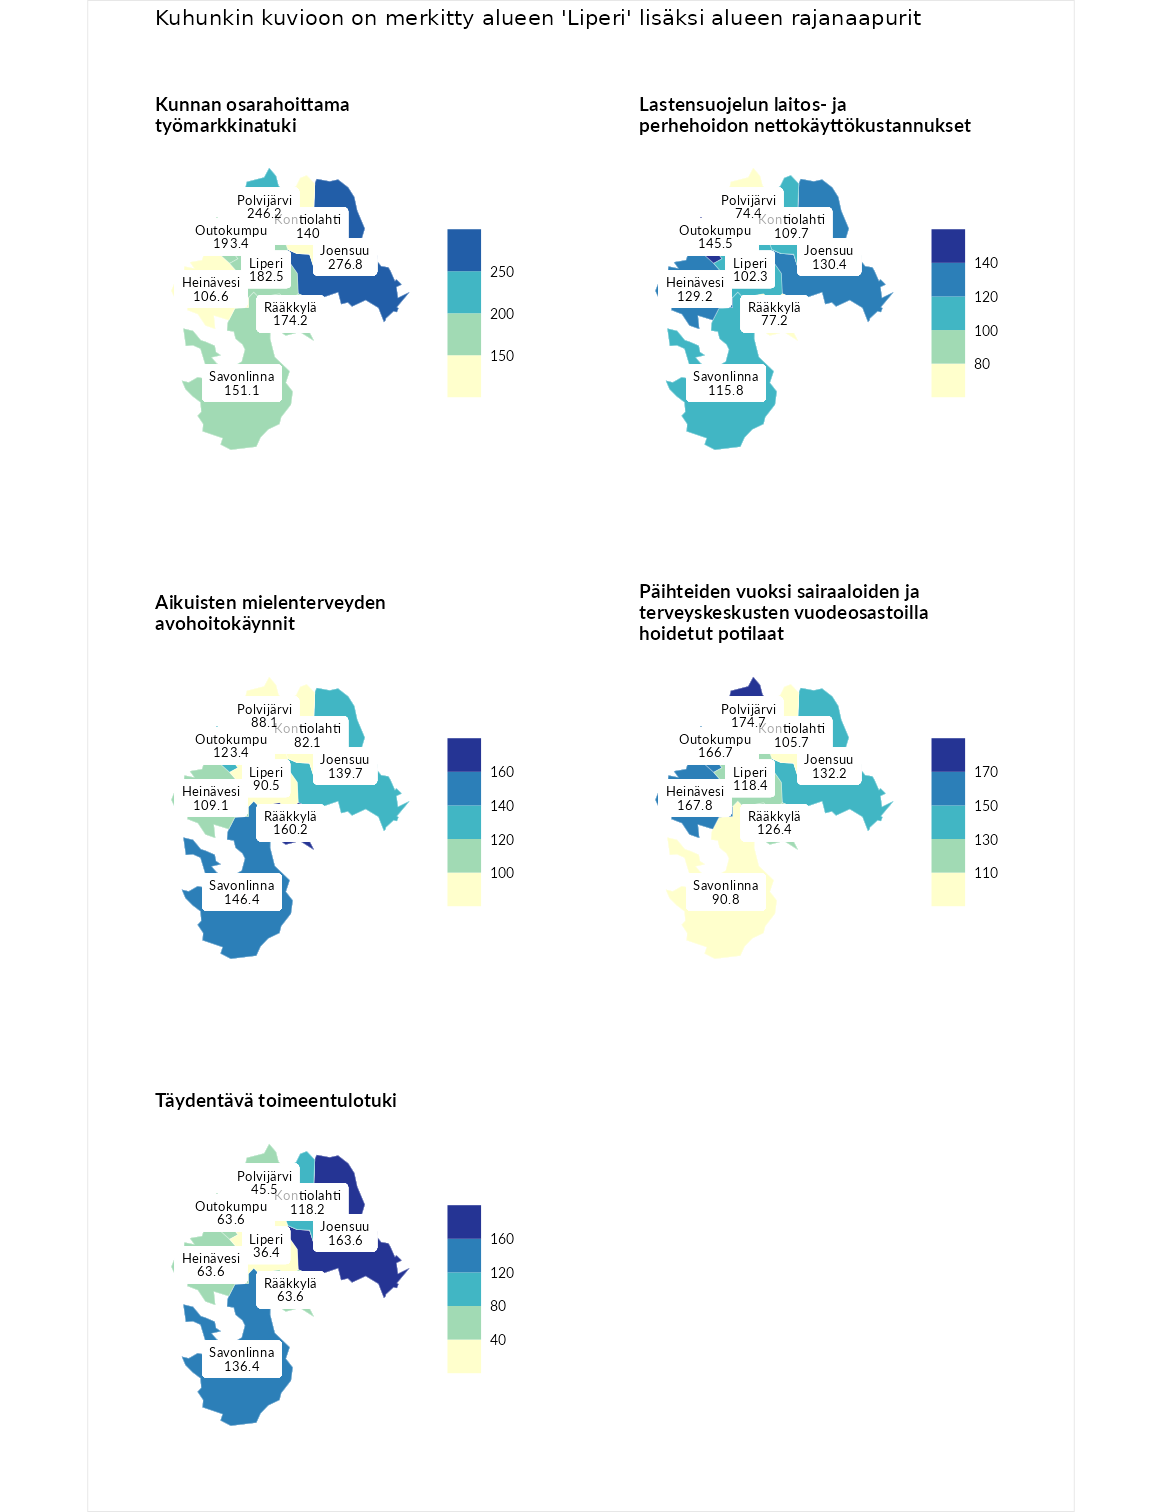 Kuhunkin kuvioon on merkitty alueen 'Liperi' lisäksi alueen rajanaapurit
Kunnan osarahoittama
työmarkkinatuki
Polvijärvi
246.2
Kontiolahti
140
Outokumpu
193.4
Joensuu
276.8
Liperi
182.5
Heinävesi
106.6
Rääkkylä
174.2
Savonlinna
151.1
250
200
150
Lastensuojelun laitos- ja
perhehoidon nettokäyttökustannukset
Polvijärvi
74.4
Kontiolahti
109.7
Outokumpu
145.5
Joensuu
130.4
Liperi
102.3
Heinävesi
129.2
Rääkkylä
77.2
Savonlinna
115.8
140
120
100
80
Aikuisten mielenterveyden
avohoitokäynnit
Polvijärvi
88.1
Kontiolahti
82.1
Outokumpu
123.4
Joensuu
139.7
Liperi
90.5
Heinävesi
109.1
Rääkkylä
160.2
Savonlinna
146.4
160
140
120
100
Päihteiden vuoksi sairaaloiden ja
terveyskeskusten vuodeosastoilla
hoidetut potilaat
Polvijärvi
174.7
Kontiolahti
105.7
Outokumpu
166.7
Joensuu
132.2
Liperi
118.4
Heinävesi
167.8
Rääkkylä
126.4
Savonlinna
90.8
170
150
130
110
Täydentävä toimeentulotuki
Polvijärvi
45.5
Kontiolahti
118.2
Outokumpu
63.6
Joensuu
163.6
Liperi
36.4
Heinävesi
63.6
Rääkkylä
63.6
Savonlinna
136.4
160
120
80
40